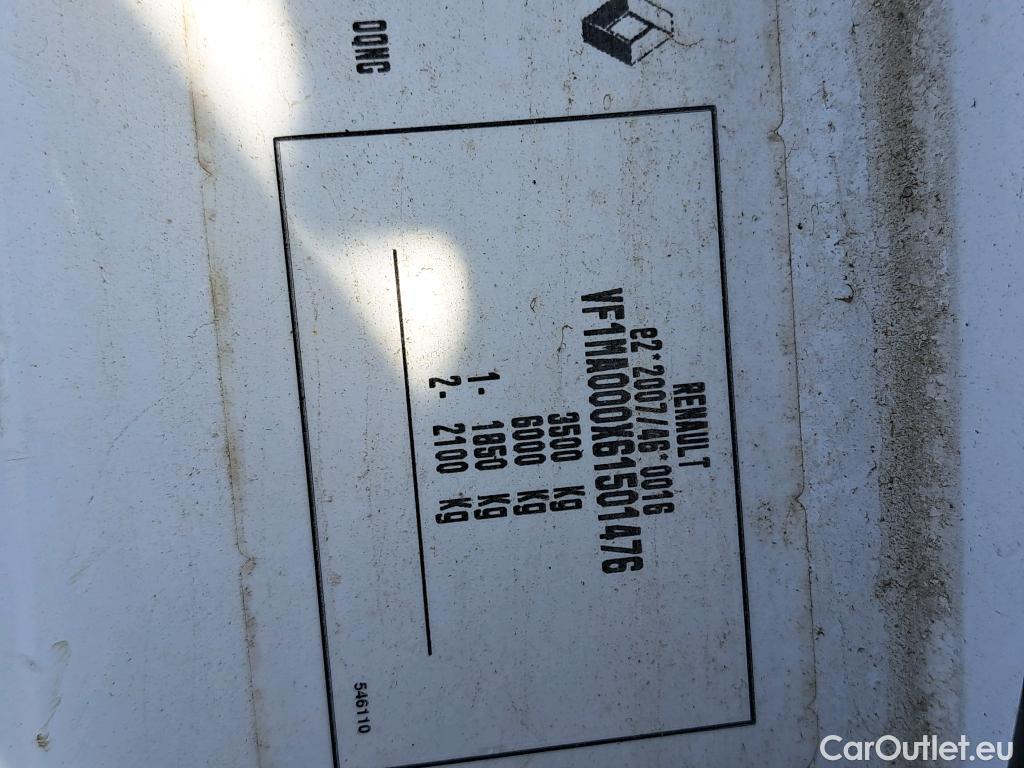 RENAULT
e2*2007/46*0016
VF1MA000X61501476
3500 Kg
6000 Kg
1- 1850 Kg
2- 2100 Kg
546110
OQNG
CarOutlet.eu